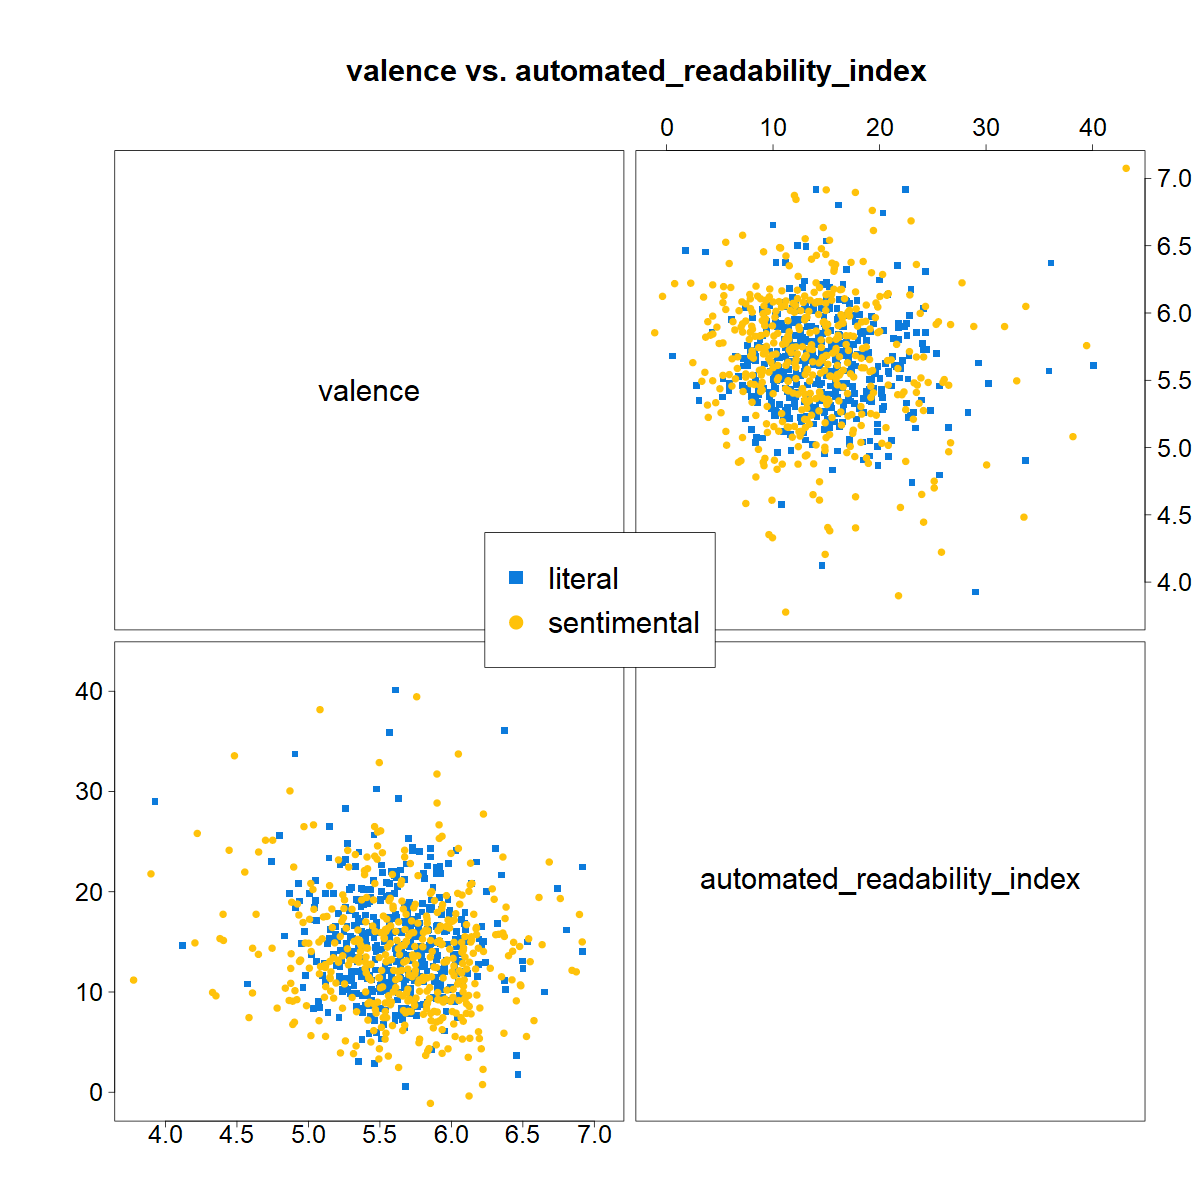 valence vs. automated_readability_index
0 10 20 30 40
valence
7.0
6.5
6.0
5.5
5.0
4.5
4.0
literal
sentimental
40
30
20
10
0
automated_readability_index
4.0 4.5 5.0 5.5 6.0 6.5 7.0